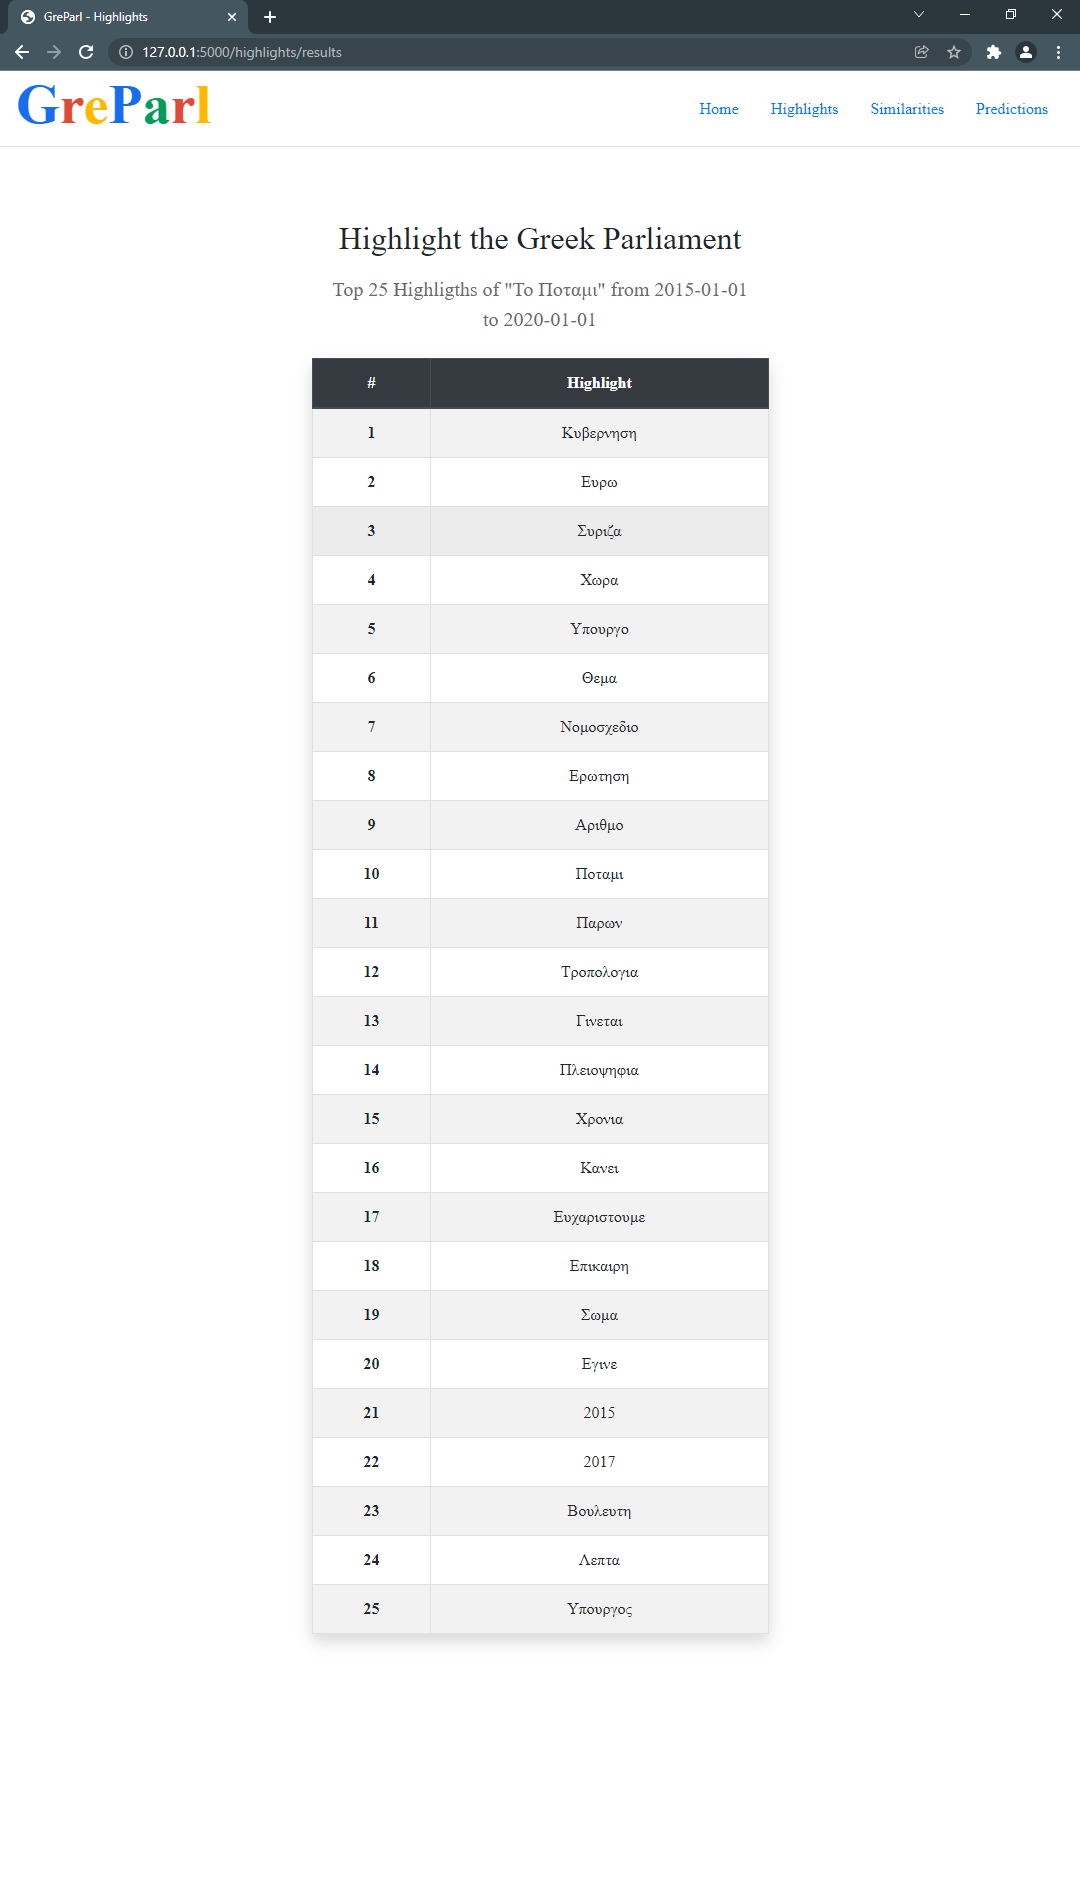 GreParl - Highlights
127.0.0.1:5000/highlights/results
GreParl
Home Highlights Similarities Predictions
Highlight the Greek Parliament
Top 25 Highligths of "Το Ποταμι" from 2015-01-01
to 2020-01-01
# Highlight
1 Κυβερνηση
2 Ευρω
3 Συριζα
4 Χωρα
5 Υπουργο
6 Θεμα
7 Νομοσχεδιο
8 Ερωτηση
9 Αριθμο
10 Ποταμι
11 Παρων
12 Τροπολογια
13 Γινεται
14 Πλειοψηφια
15 Χρονια
16 Κανει
17 Ευχαριστουμε
18 Επικαιρη
19 Σωμα
20 Εγινε
21 2015
22 2017
23 Βουλευτη
24 Λεπτα
25 Υπουργος